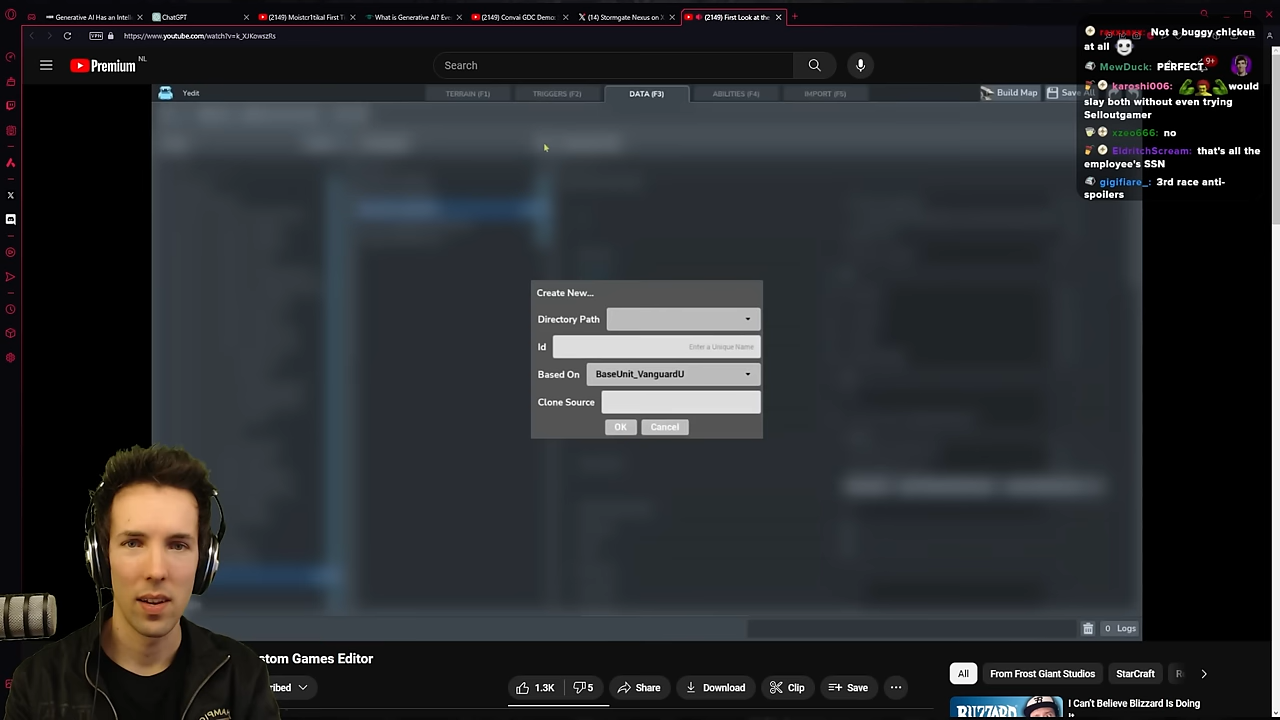 Generative AI Has an Intell
ChatGPT
(2149) Moistcr1tikal First T
What is Generative AI? Eve
(2149) Convai GDC Demo
(14) Stormgate Nexus on X
(2149) First Look at the
VPN
https://www.youtube.com/watch?v=k_XJKowszRs
Not a buggy chicken
at all
MewDuck: PERFECT
9+
karoshi006: would
slay both without even trying
Selloutgamer
xzeo666: no
EldritchScream: that's all the
employee's SSN
gigiflare_: 3rd race anti-
spoilers
Premium NL
Search
Yedit
TERRAIN (F1)
TRIGGERS (F2)
DATA (F3)
ABILITIES (F4)
IMPORT (F5)
Build Map
Save All
Create New...
Directory Path
Id Enter a Unique Name
Based On BaseUnit_VanguardU
Clone Source
OK Cancel
0 Logs
stom Games Editor
ribed
1.3K
5
Share
Download
Clip
Save
All
From Frost Giant Studios
StarCraft
I Can't Believe Blizzard Is Doing
BLIZZARD